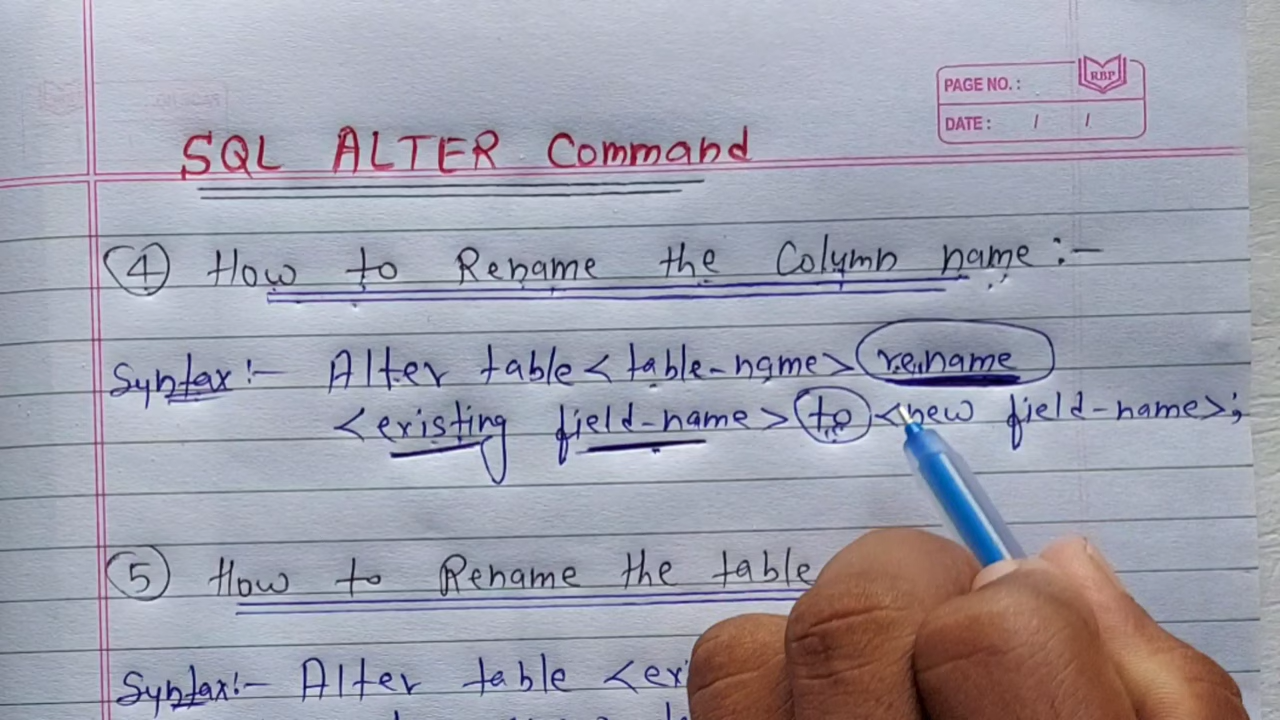 PAGE NO. :
RBP
DATE : / /
SQL ALTER Command
4 How to Rename the Column name :-
Syntax :- Alter table < table-name > rename
< existing field-name > to < new field-name > ;
5 How to Rename the table
Syntax :- Alter table <